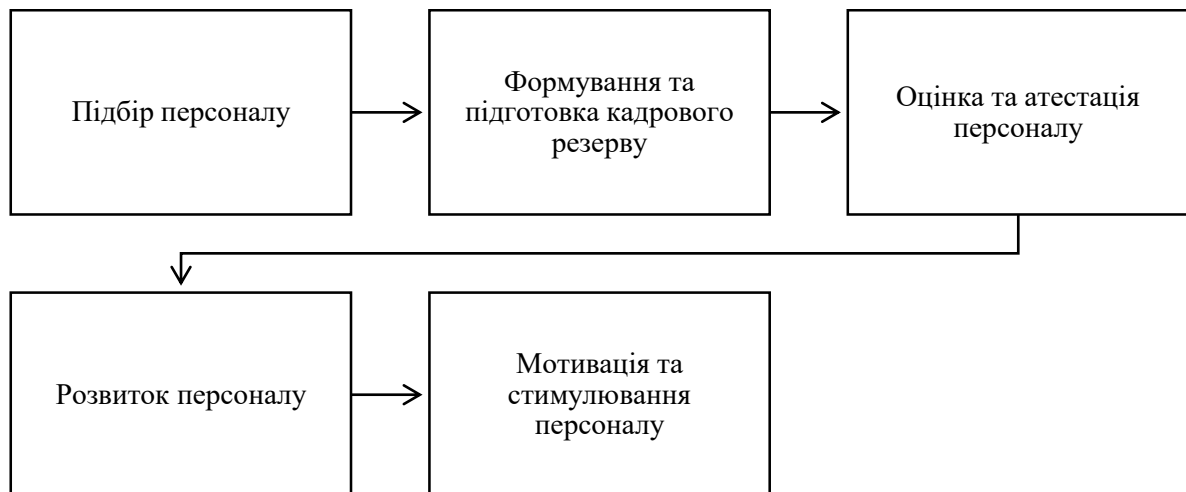 Підбір персоналу
Формування та
підготовка кадрового
резерву
Оцінка та атестація
персоналу
Розвиток персоналу
Мотивація та
стимулювання
персоналу